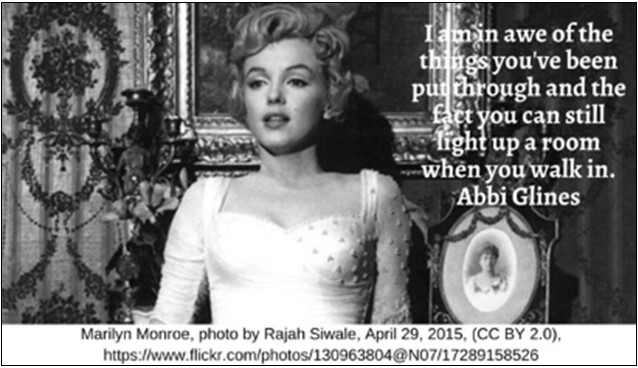 I am in awe of the
things you've been
put through and the
fact you can still
light up a room
when you walk in.
Abbi Glines
Marilyn Monroe, photo by Rajah Siwale, April 29, 2015, (CC BY 2.0),
https://www.flickr.com/photos/130963804@N07/17289158526